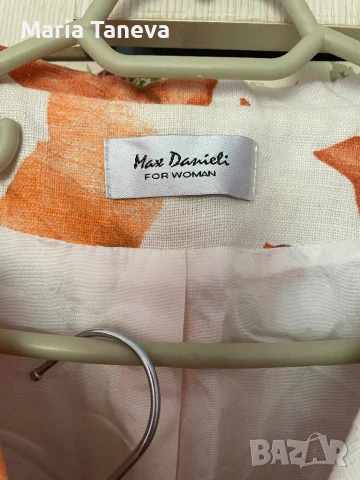 Maria Taneva
Max Danieli
FOR WOMAN
BAZAR